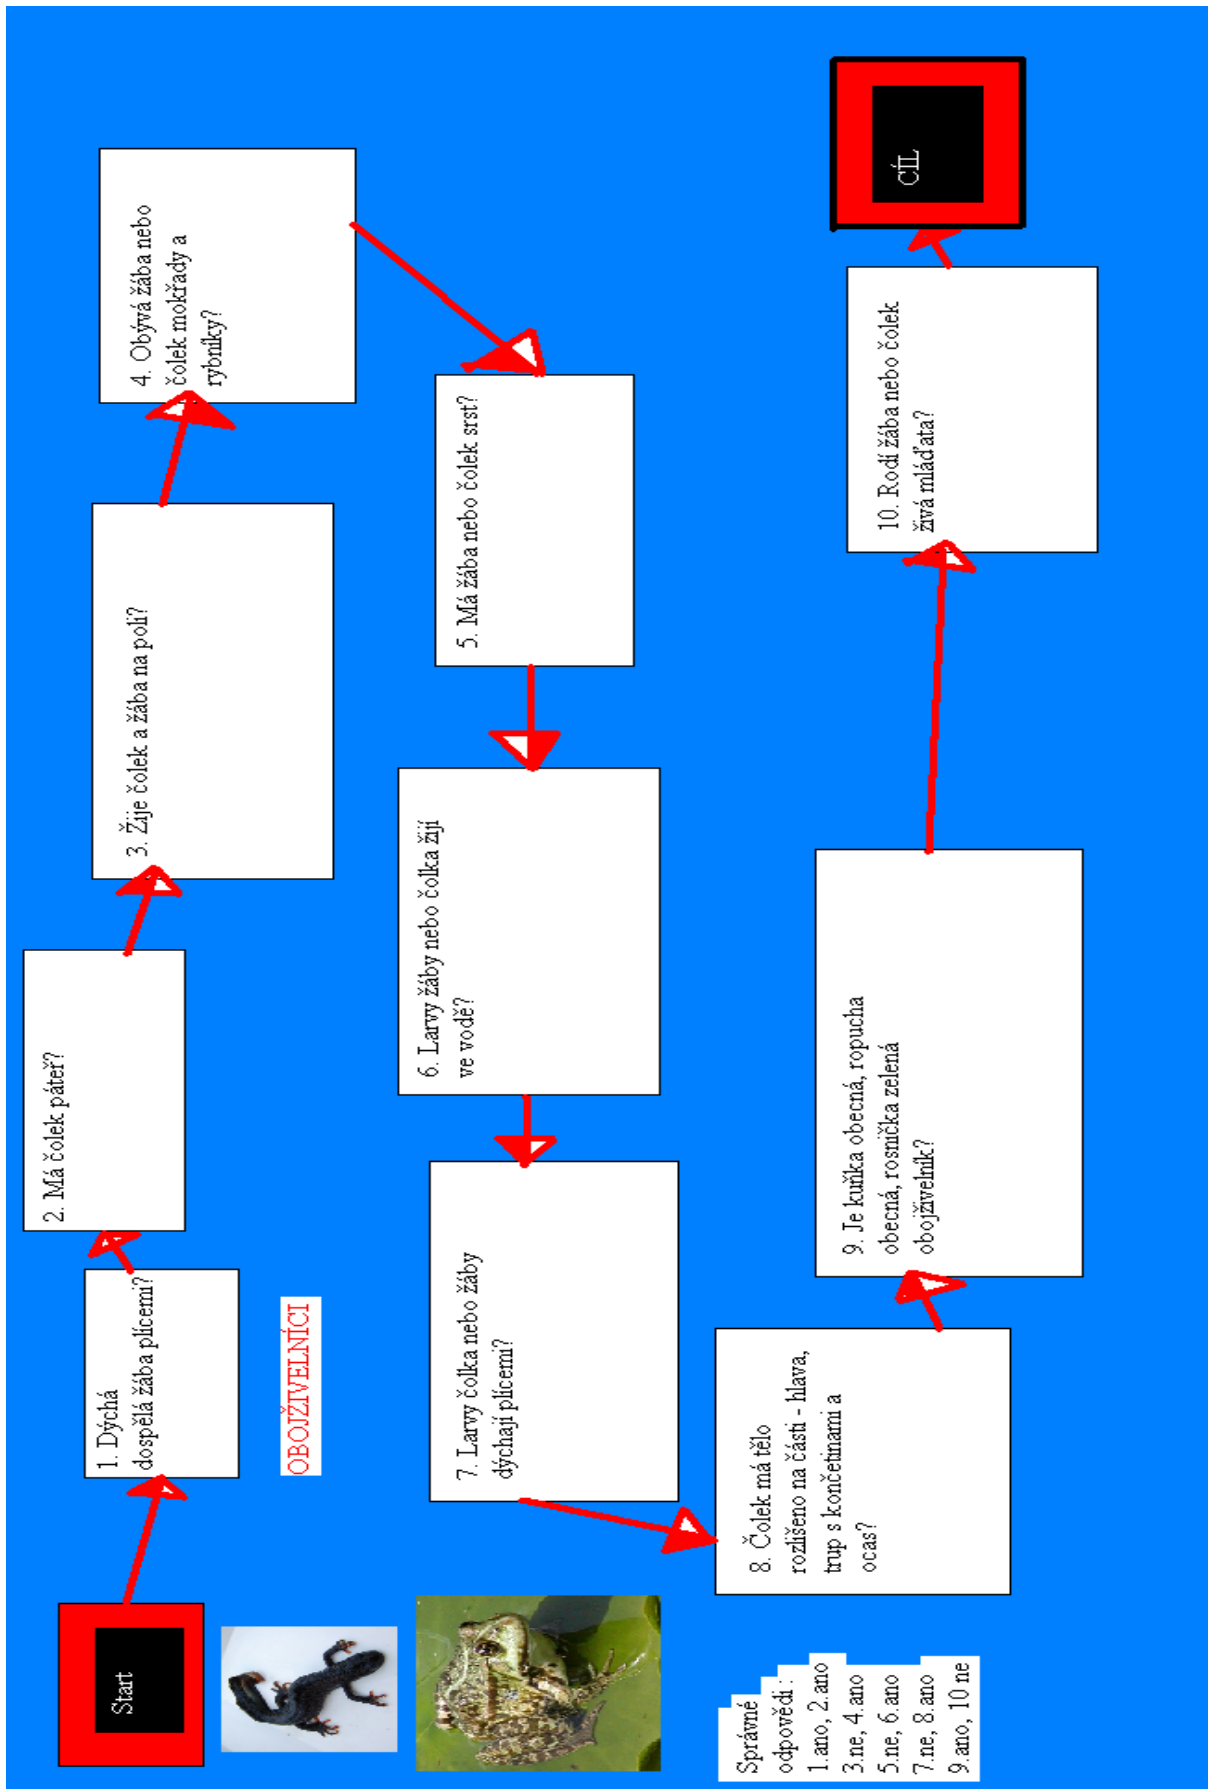 Start
1. Dýchá
dospělá žába plícemi?
2. Má čolek páteř?
3. Žije čolek a žába na poli?
4. Obývá žába nebo
čolek mokřady a
rybníky?
OBOJŽIVELNÍCI
5. Má žába nebo čolek srst?
6. Larvy žáby nebo čolka žijí
ve vodě?
7. Larvy čolka nebo žáby
dýchají plícemi?
8. Čolek má tělo
rozlišeno na části - hlava,
trup s končetinami a
ocas?
9. Je kuňka obecná, ropucha
obecná, rosnička zelená
obojživelník?
10. Rodí žába nebo čolek
živá mláďata?
CÍL
Správné
odpovědi :
1.ano, 2.ano
3.ne, 4.ano
5.ne, 6.ano
7.ne, 8.ano
9.ano, 10 ne